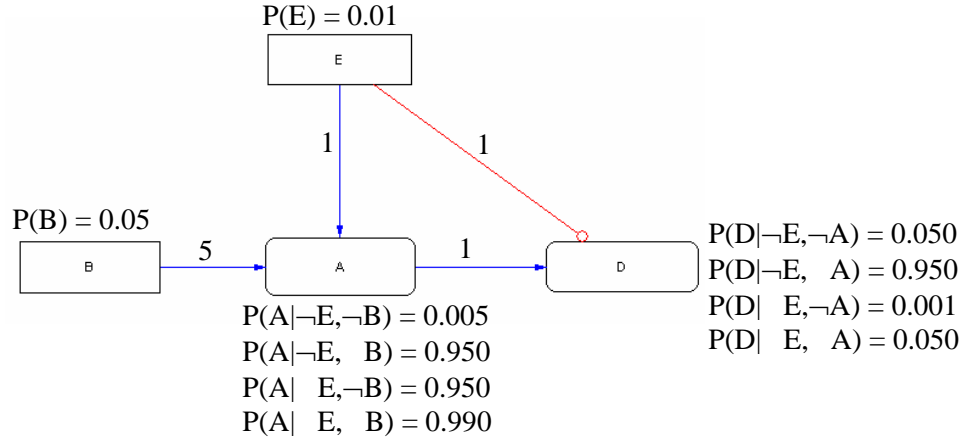 P(E) = 0.01
E
1
1
P(B) = 0.05
B
5
A
1
D
P(D|¬E,¬A) = 0.050
P(D|¬E, A) = 0.950
P(D| E,¬A) = 0.001
P(D| E, A) = 0.050
P(A|¬E,¬B) = 0.005
P(A|¬E, B) = 0.950
P(A| E,¬B) = 0.950
P(A| E, B) = 0.990